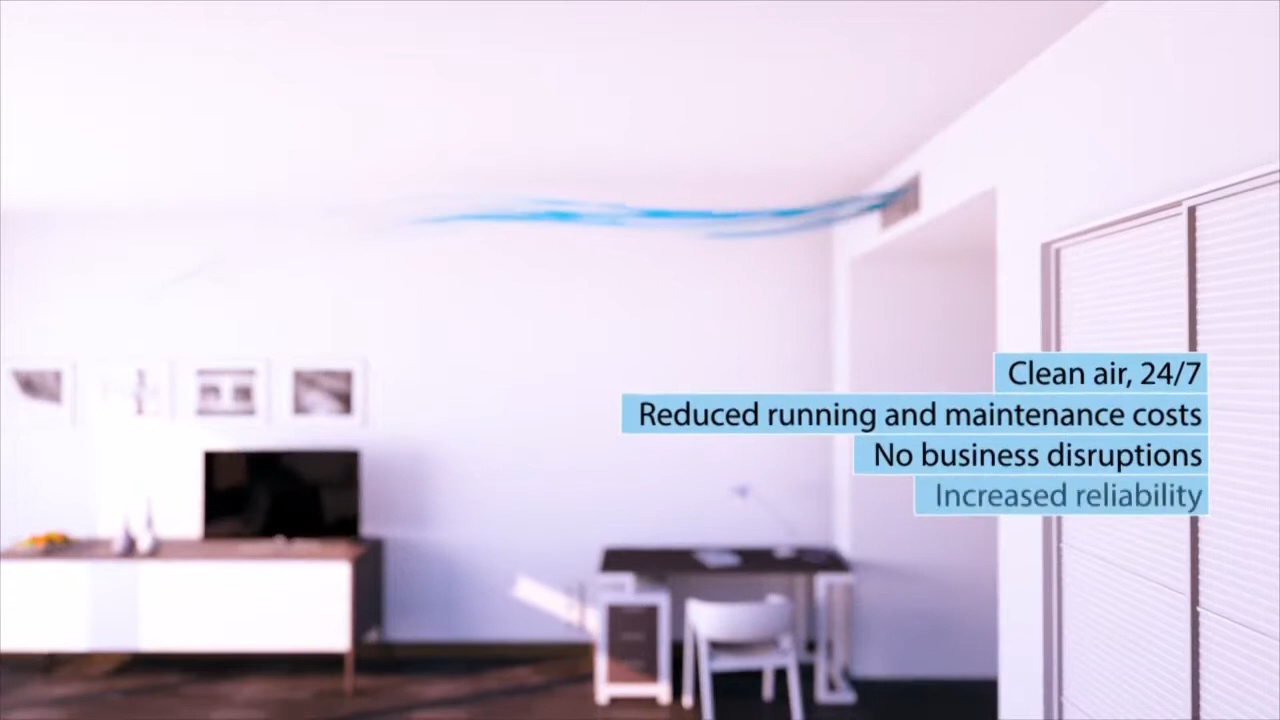 Clean air, 24/7
Reduced running and maintenance costs
No business disruptions
Increased reliability